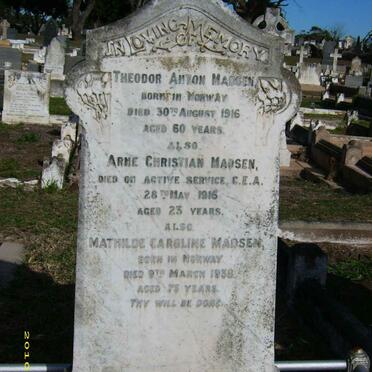 IN LOVING MEMORY
OF
THEODOR ANTON MADSEN
BORN IN NORWAY
DIED 30TH AUGUST 1916
AGED 60 YEARS.
ALSO
ARNE CHRISTIAN MADSEN,
DIED ON ACTIVE SERVICE, G.E.A.
28TH MAY 1916
AGED 23 YEARS.
ALSO
MATHILDE CAROLINE MADSEN,
BORN IN NORWAY
DIED 9TH MARCH 1938
AGED 75 YEARS.
THY WILL BE DONE.